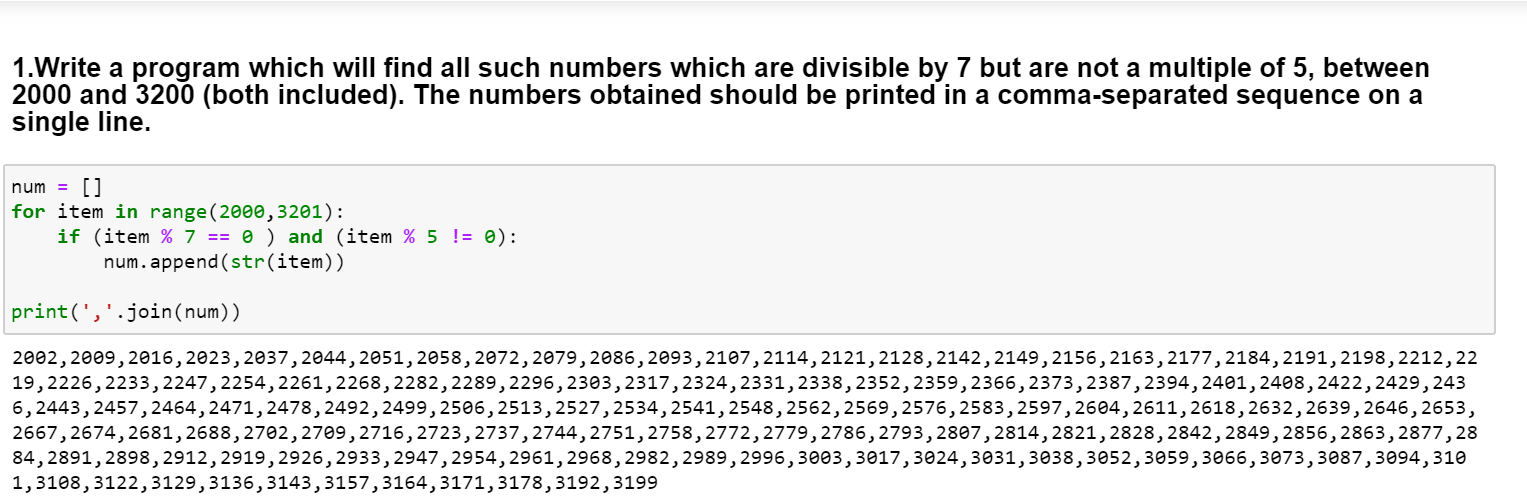 1.Write a program which will find all such numbers which are divisible by 7 but are not a multiple of 5, between
2000 and 3200 (both included). The numbers obtained should be printed in a comma-separated sequence on a
single line.
num = []
for item in range(2000,3201):
    if (item % 7 == 0 ) and (item % 5 != 0):
        num.append(str(item))
print(','.join(num))
2002,2009,2016,2023,2037,2044,2051,2058,2072,2079,2086,2093,2107,2114,2121,2128,2142,2149,2156,2163,2177,2184,2191,2198,2212,22
19,2226,2233,2247,2254,2261,2268,2282,2289,2296,2303,2317,2324,2331,2338,2352,2359,2366,2373,2387,2394,2401,2408,2422,2429,243
6,2443,2457,2464,2471,2478,2492,2499,2506,2513,2527,2534,2541,2548,2562,2569,2576,2583,2597,2604,2611,2618,2632,2639,2646,2653,
2667,2674,2681,2688,2702,2709,2716,2723,2737,2744,2751,2758,2772,2779,2786,2793,2807,2814,2821,2828,2842,2849,2856,2863,2877,28
84,2891,2898,2912,2919,2926,2933,2947,2954,2961,2968,2982,2989,2996,3003,3017,3024,3031,3038,3052,3059,3066,3073,3087,3094,310
1,3108,3122,3129,3136,3143,3157,3164,3171,3178,3192,3199